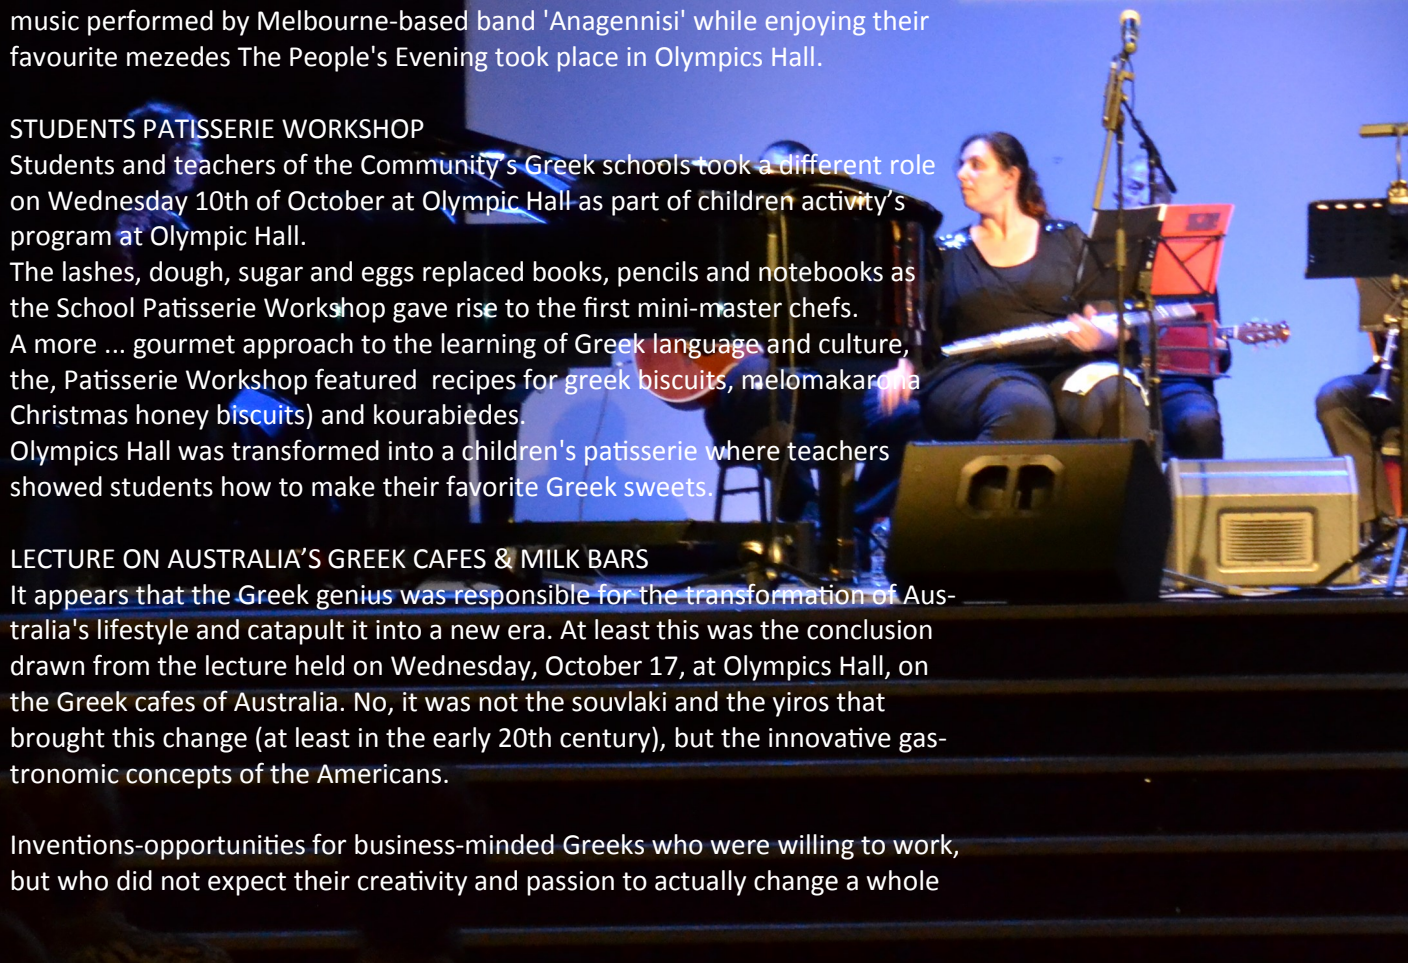 music performed by Melbourne-based band 'Anagennisi' while enjoying their
favourite mezedes The People's Evening took place in Olympics Hall.
STUDENTS PATISSERIE WORKSHOP
Students and teachers of the Community’s Greek schools took a different role
on Wednesday 10th of October at Olympic Hall as part of children activity’s
program at Olympic Hall.
The lashes, dough, sugar and eggs replaced books, pencils and notebooks as
the School Patisserie Workshop gave rise to the first mini-master chefs.
A more ... gourmet approach to the learning of Greek language and culture,
the, Patisserie Workshop featured  recipes for greek biscuits, melomakarona
Christmas honey biscuits) and kourabiedes.
Olympics Hall was transformed into a children's patisserie where teachers
showed students how to make their favorite Greek sweets.
LECTURE ON AUSTRALIA’S GREEK CAFES & MILK BARS
It appears that the Greek genius was responsible for the transformation of Aus-
tralia's lifestyle and catapult it into a new era. At least this was the conclusion
drawn from the lecture held on Wednesday, October 17, at Olympics Hall, on
the Greek cafes of Australia. No, it was not the souvlaki and the yiros that
brought this change (at least in the early 20th century), but the innovative gas-
tronomic concepts of the Americans.
Inventions-opportunities for business-minded Greeks who were willing to work,
but who did not expect their creativity and passion to actually change a whole